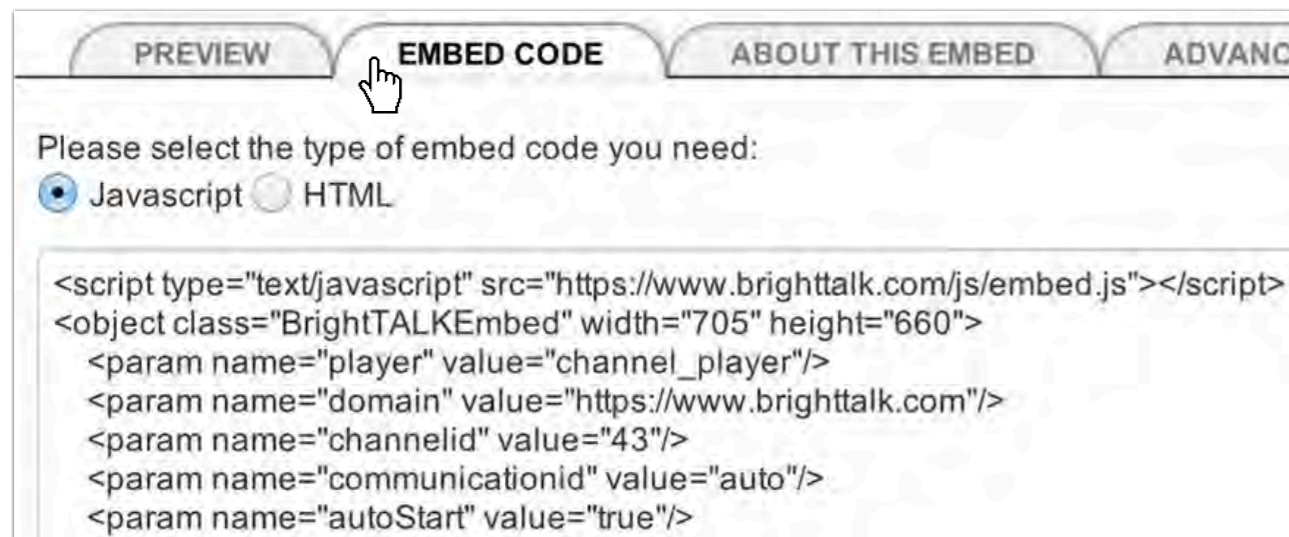 PREVIEW EMBED CODE ABOUT THIS EMBED ADVANC
Please select the type of embed code you need:
Javascript HTML
<script type="text/javascript" src="https://www.brighttalk.com/js/embed.js"></script>
<object class="BrightTALKEmbed" width="705" height="660">
<param name="player" value="channel_player"/>
<param name="domain" value="https://www.brighttalk.com"/>
<param name="channelid" value="43"/>
<param name="communicationid" value="auto"/>
<param name="autoStart" value="true"/>